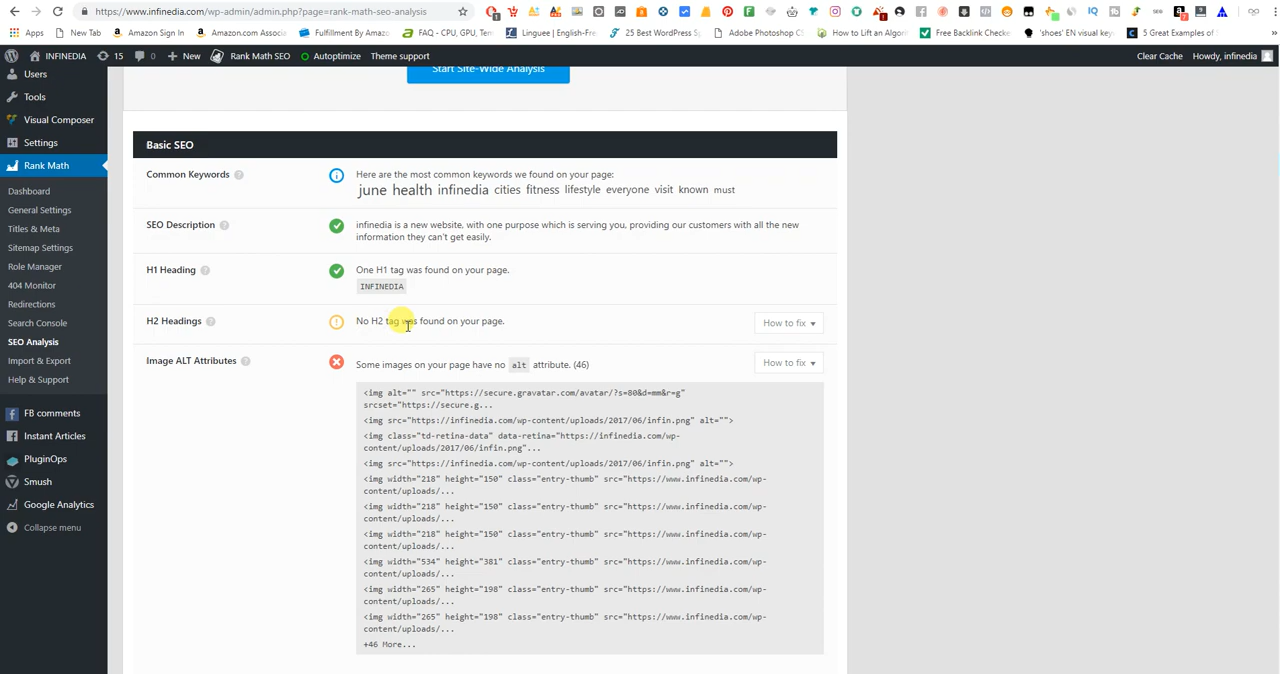 https://www.infinedia.com/wp-admin/admin.php?page=rank-math-seo-analysis
Apps New Tab Amazon Sign In Amazon.com Associ Fulfillment By Amazo FAQ - CPU, GPU, Ter Linguee | English-Fre 25 Best WordPress S Adobe Photoshop C How to Lift an Algori Free Backlink Checke 'shoes' EN visual key 5 Great Examples of
INFINEDIA 15 0 New Rank Math SEO Autoptimize Theme support Clear Cache Howdy, infinedia
Users
Tools
Visual Composer
Settings
Rank Math
Dashboard
General Settings
Titles & Meta
Sitemap Settings
Role Manager
404 Monitor
Redirections
Search Console
SEO Analysis
Import & Export
Help & Support
FB comments
Instant Articles
PluginOps
Smush
Google Analytics
Collapse menu
Start Site-Wide Analysis
Basic SEO
Common Keywords ? Here are the most common keywords we found on your page:
june health infinedia cities fitness lifestyle everyone visit known must
SEO Description ? infinedia is a new website, with one purpose which is serving you, providing our customers with all the new
information they can't get easily.
H1 Heading ? One H1 tag was found on your page.
INFINEDIA
H2 Headings ? No H2 tag was found on your page. How to fix
Image ALT Attributes ? Some images on your page have no alt attribute. (46) How to fix
<img alt="" src="https://secure.gravatar.com/avatar/?s=80&d=mm&r=g"
srcset="https://secure.g...
<img src="https://infinedia.com/wp-content/uploads/2017/06/infin.png" alt="">
<img class="td-retina-data" data-retina="https://infinedia.com/wp-
content/uploads/2017/06/infin.png"...
<img src="https://infinedia.com/wp-content/uploads/2017/06/infin.png" alt="">
<img width="218" height="150" class="entry-thumb" src="https://www.infinedia.com/wp-
content/uploads/...
<img width="218" height="150" class="entry-thumb" src="https://www.infinedia.com/wp-
content/uploads/...
<img width="218" height="150" class="entry-thumb" src="https://www.infinedia.com/wp-
content/uploads/...
<img width="534" height="381" class="entry-thumb" src="https://www.infinedia.com/wp-
content/uploads/...
<img width="265" height="198" class="entry-thumb" src="https://www.infinedia.com/wp-
content/uploads/...
<img width="265" height="198" class="entry-thumb" src="https://www.infinedia.com/wp-
content/uploads/...
+46 More...